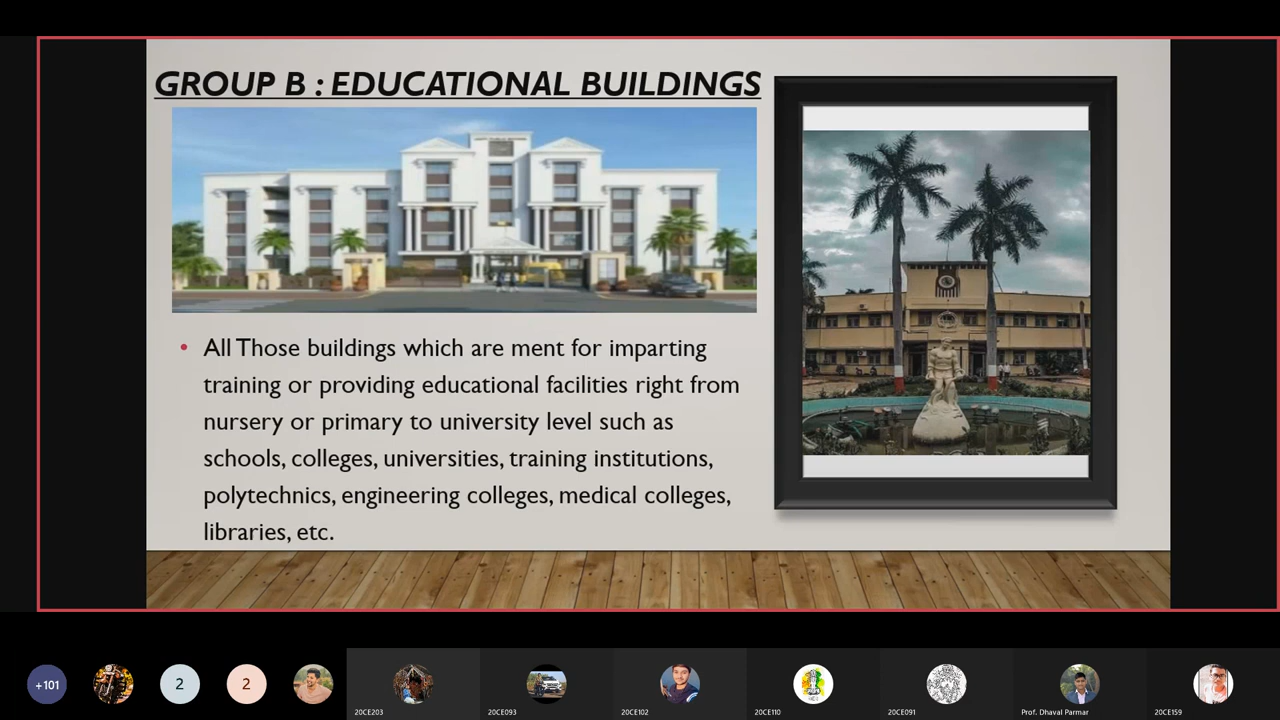 GROUP B : EDUCATIONAL BUILDINGS
• All Those buildings which are ment for imparting
training or providing educational facilities right from
nursery or primary to university level such as
schools, colleges, universities, training institutions,
polytechnics, engineering colleges, medical colleges,
libraries, etc.
+101
2
2
20CE203
20CE093
20CE102
20CE110
20CE091
Prof. Dhaval Parmar
20CE159